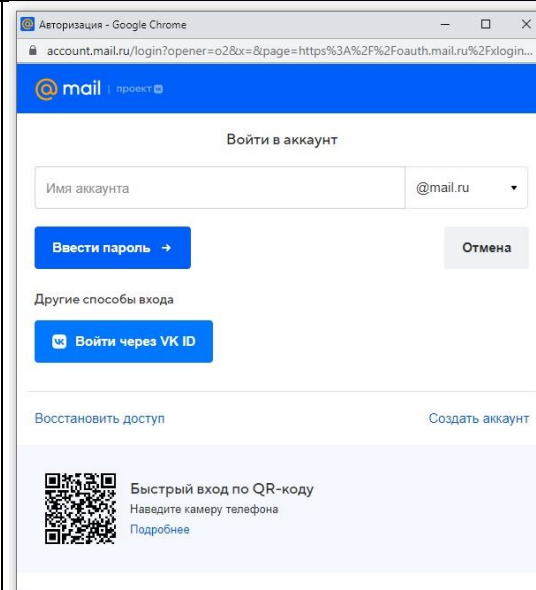 Авторизация - Google Chrome
account.mail.ru/login?opener=o2&x=&page=https%3A%2F%2Foauth.mail.ru%2Fxlogin...
@ mail проект
Войти в аккаунт
Имя аккаунта @mail.ru
Ввести пароль → Отмена
Другие способы входа
Войти через VK ID
Восстановить доступ Создать аккаунт
Быстрый вход по QR-коду
Наведите камеру телефона
Подробнее